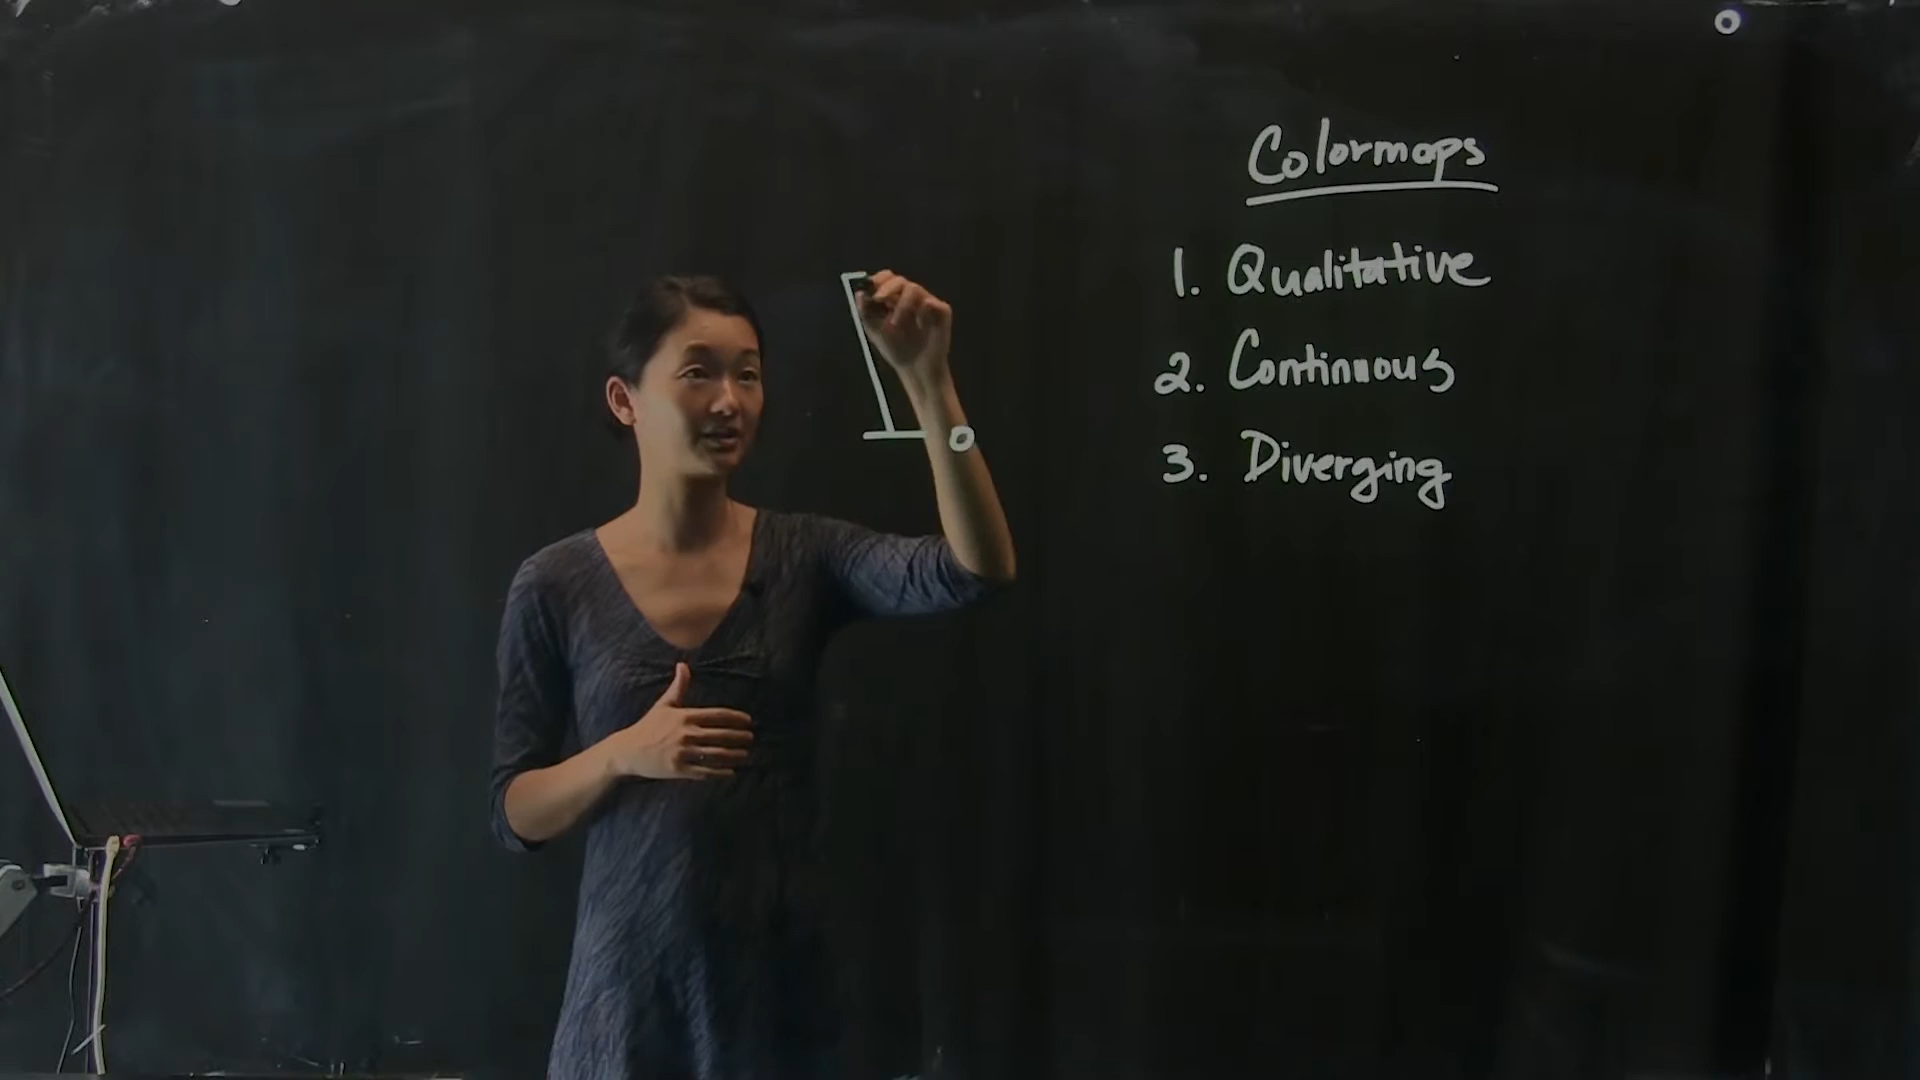 Colormaps
1. Qualitative
2. Continuous
3. Diverging
0